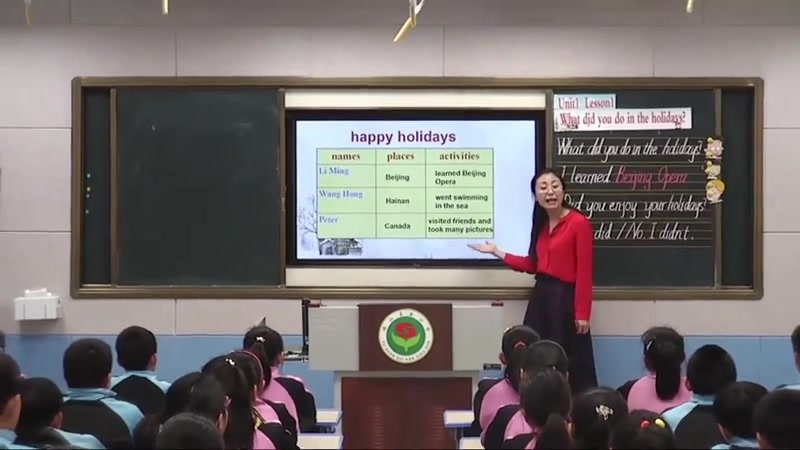 happy holidays
names places activities
Li Ming Beijing learned Beijing Opera
Wang Hong Hainan went swimming in the sea
Peter Canada visited friends and took many pictures
Unit1 Lesson1
What did you do in the holidays?
What did you do in the holidays?
I learned Beijing Opera
Did you enjoy your holidays?
did //No, I didn't.